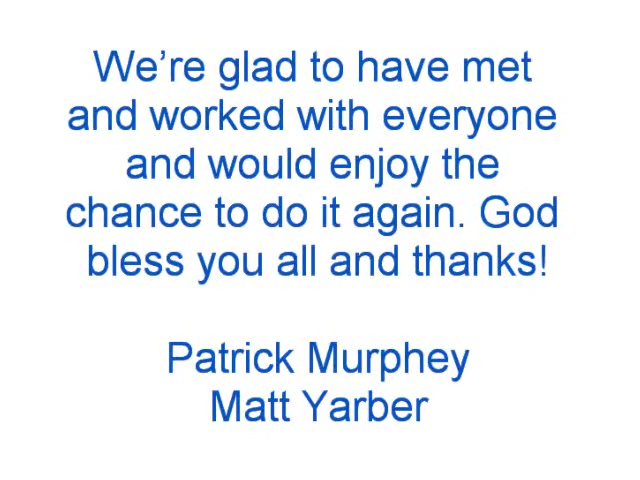 We’re glad to have met
and worked with everyone
and would enjoy the
chance to do it again. God
bless you all and thanks!
Patrick Murphey
Matt Yarber